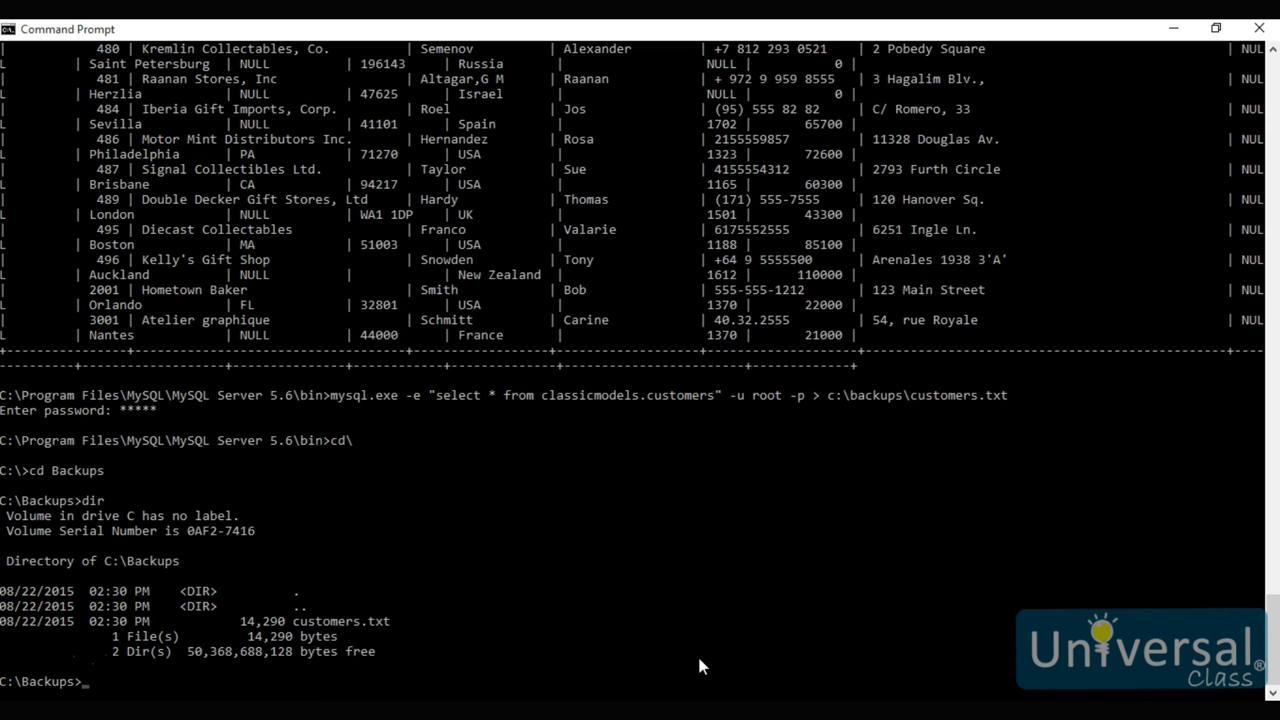 Command Prompt
| 480 | Kremlin Collectables, Co. | Semenov | Alexander | +7 812 293 0521 | 2 Pobedy Square | NUL
L | Saint Petersburg | NULL | 196143 | Russia | NULL | 0 |
| 481 | Raanan Stores, Inc | Altagar,G M | Raanan | + 972 9 959 8555 | 3 Hagalim Blv., | NUL
L | Herzlia | NULL | 47625 | Israel | NULL | 0 |
| 484 | Iberia Gift Imports, Corp. | Roel | Jos | (95) 555 82 82 | C/ Romero, 33 | NUL
L | Sevilla | NULL | 41101 | Spain | 1702 | 65700 |
| 486 | Motor Mint Distributors Inc. | Hernandez | Rosa | 2155559857 | 11328 Douglas Av. | NUL
L | Philadelphia | PA | 71270 | USA | 1323 | 72600 |
| 487 | Signal Collectibles Ltd. | Taylor | Sue | 4155554312 | 2793 Furth Circle | NUL
L | Brisbane | CA | 94217 | USA | 1165 | 60300 |
| 489 | Double Decker Gift Stores, Ltd | Hardy | Thomas | (171) 555-7555 | 120 Hanover Sq. | NUL
L | London | NULL | WA1 1DP | UK | 1501 | 43300 |
| 495 | Diecast Collectables | Franco | Valarie | 6175552555 | 6251 Ingle Ln. | NUL
L | Boston | MA | 51003 | USA | 1188 | 85100 |
| 496 | Kelly's Gift Shop | Snowden | Tony | +64 9 5555500 | Arenales 1938 3'A' | NUL
L | Auckland | NULL | | New Zealand | 1612 | 110000 |
| 2001 | Hometown Baker | Smith | Bob | 555-555-1212 | 123 Main Street | NUL
L | Orlando | FL | 32801 | USA | 1370 | 22000 |
| 3001 | Atelier graphique | Schmitt | Carine | 40.32.2555 | 54, rue Royale | NUL
L | Nantes | NULL | 44000 | France | 1370 | 21000 |
C:\Program Files\MySQL\MySQL Server 5.6\bin>mysql.exe -e "select * from classicmodels.customers" -u root -p > c:\backups\customers.txt
Enter password: *****
C:\Program Files\MySQL\MySQL Server 5.6\bin>cd\
C:\>cd Backups
C:\Backups>dir
Volume in drive C has no label.
Volume Serial Number is 0AF2-7416
Directory of C:\Backups
08/22/2015 02:30 PM <DIR> .
08/22/2015 02:30 PM <DIR> ..
08/22/2015 02:30 PM 14,290 customers.txt
1 File(s) 14,290 bytes
2 Dir(s) 50,368,688,128 bytes free
C:\Backups>_
Universal
Class®